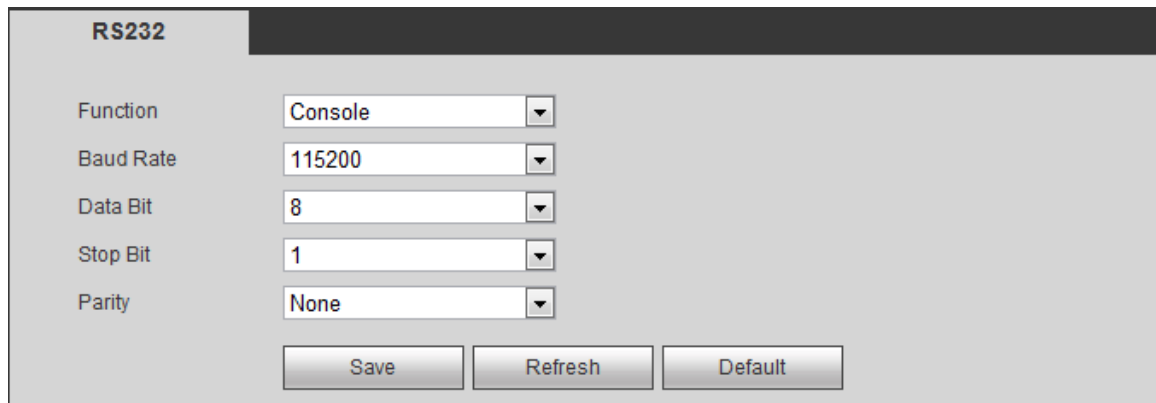 RS232
Function Console
Baud Rate 115200
Data Bit 8
Stop Bit 1
Parity None
Save Refresh Default